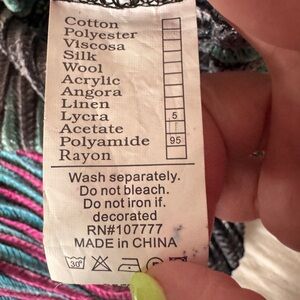 Cotton
Polyester
Viscosa
Silk
Wool
Acrylic
Angora
Linen
Lycra 5
Acetate
Polyamide 95
Rayon
Wash separately.
Do not bleach.
Do not iron if.
decorated
RN#107777
MADE in CHINA
30°